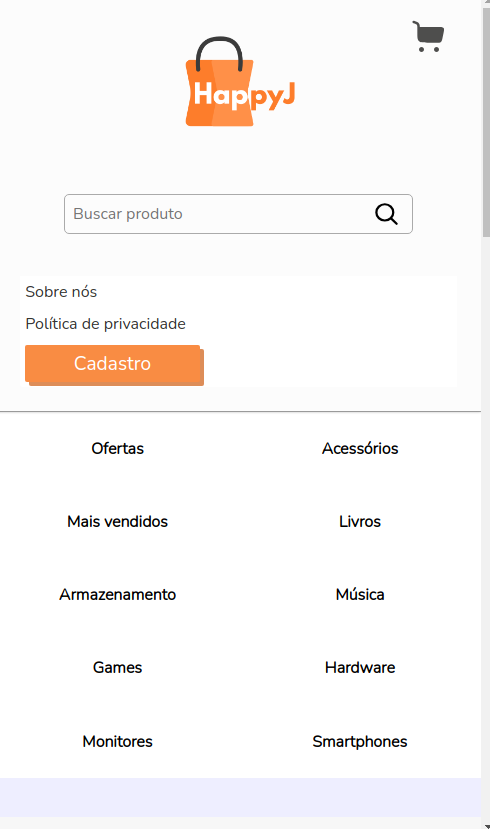 HappyJ
Buscar produto
Sobre nós
Política de privacidade
Cadastro
Ofertas
Acessórios
Mais vendidos
Livros
Armazenamento
Música
Games
Hardware
Monitores
Smartphones